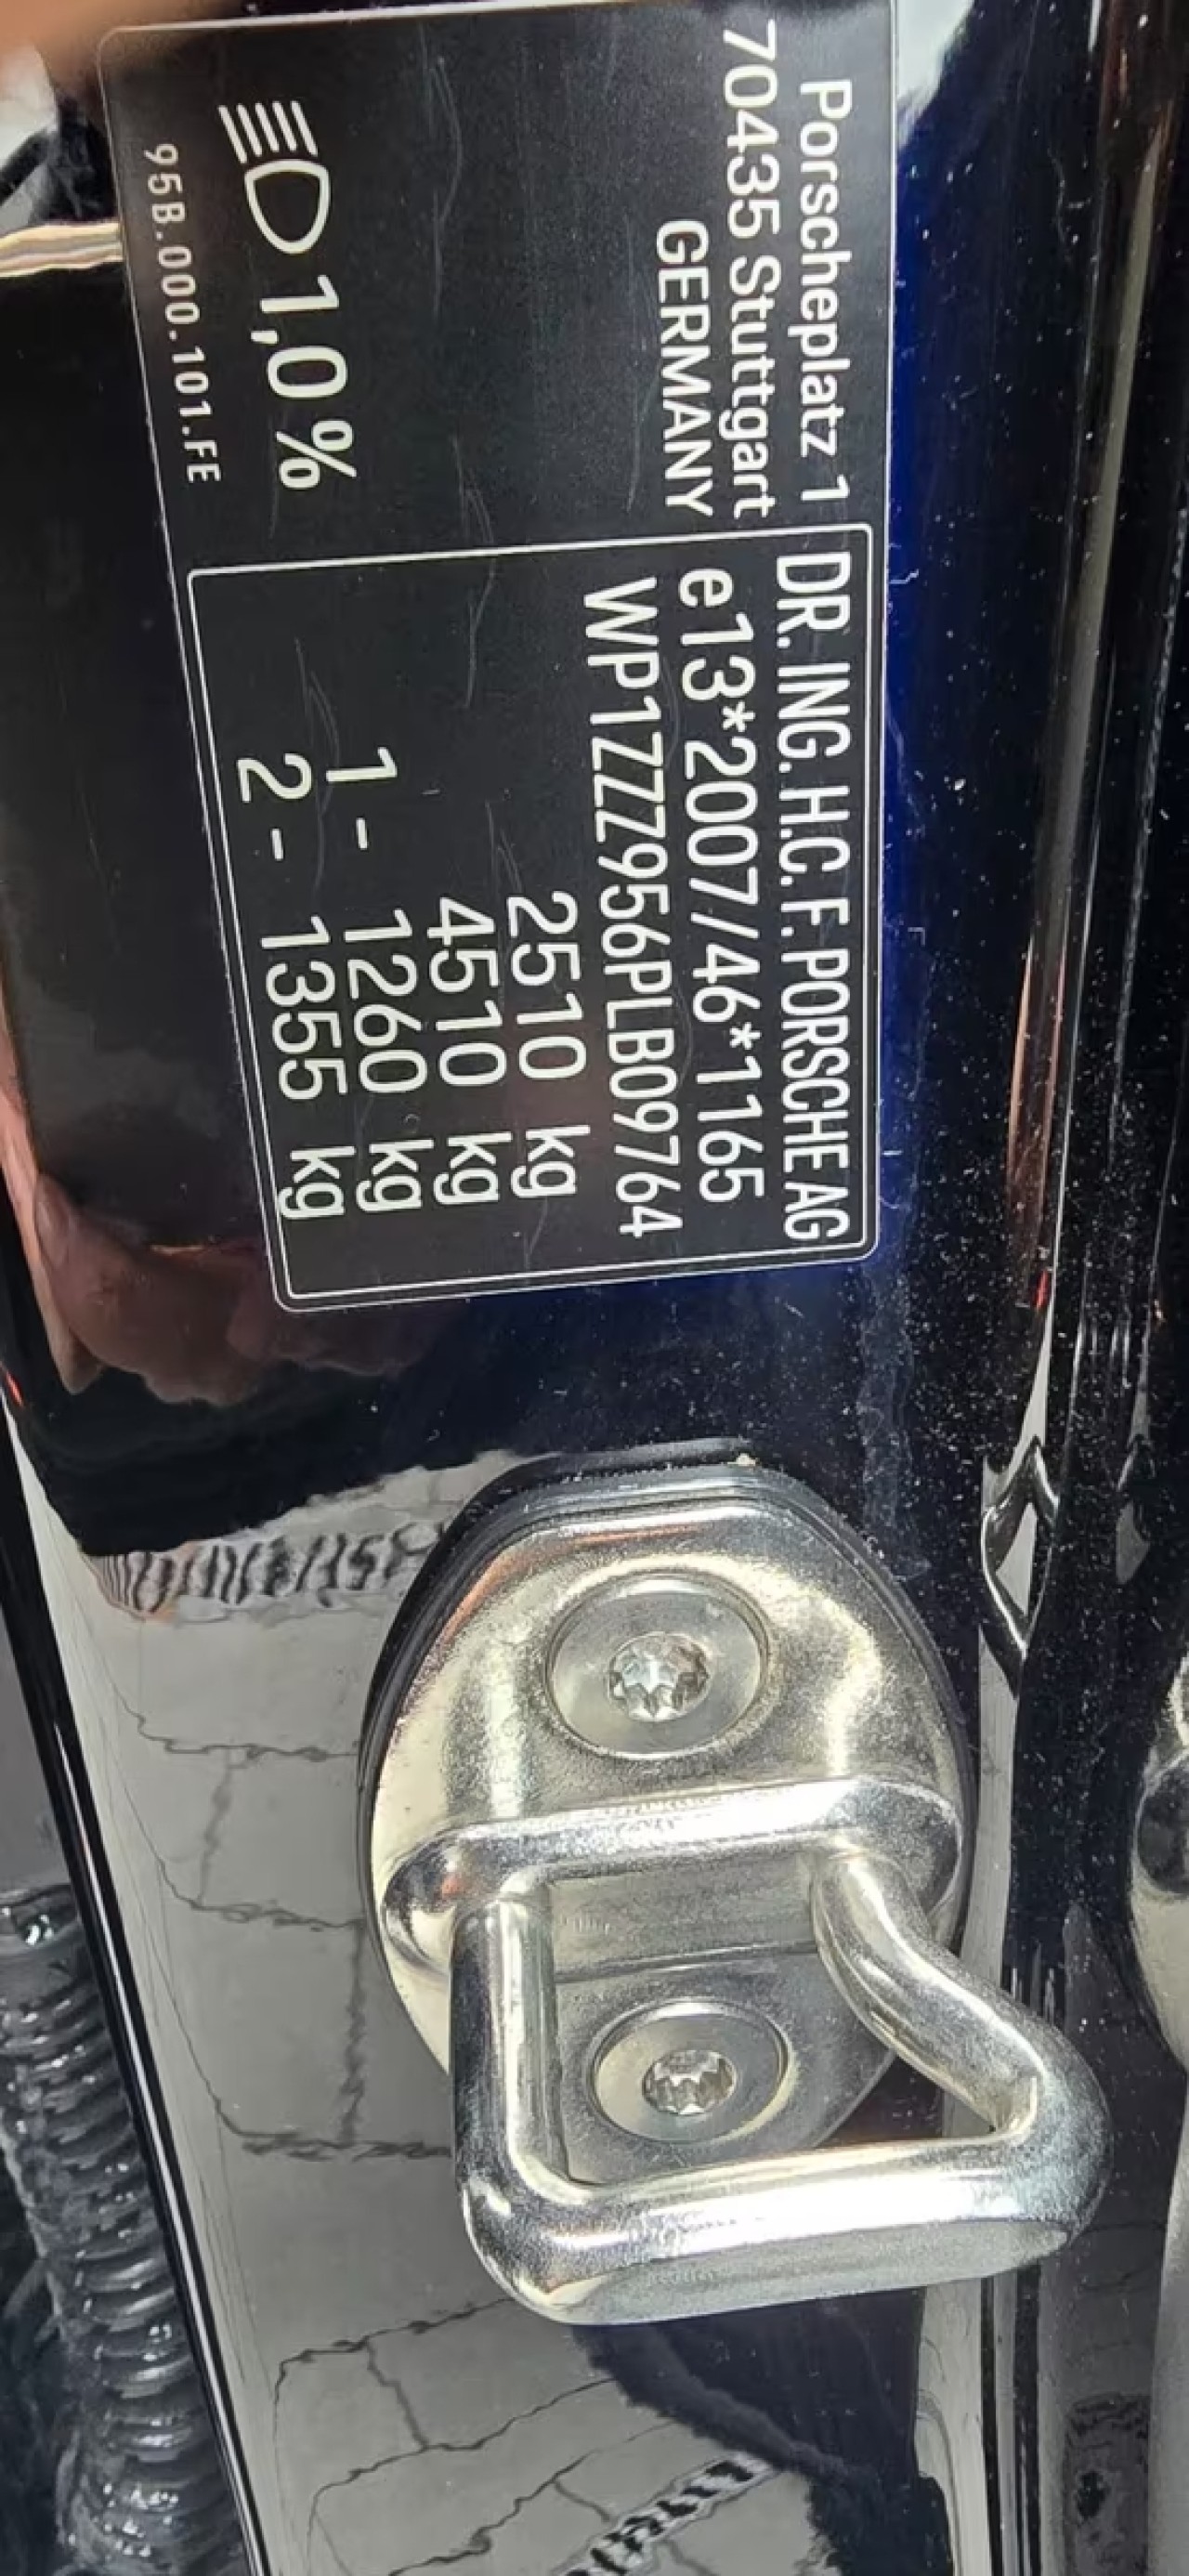 Porscheplatz 1
70435 Stuttgart
GERMANY
1,0%
95B.000.101.FE
DR. ING. H.C. F. PORSCHE AG
e13*2007/46*1165
WP1ZZZ956PLB09764
2510 kg
4510 kg
1 - 1260 kg
2 - 1355 kg